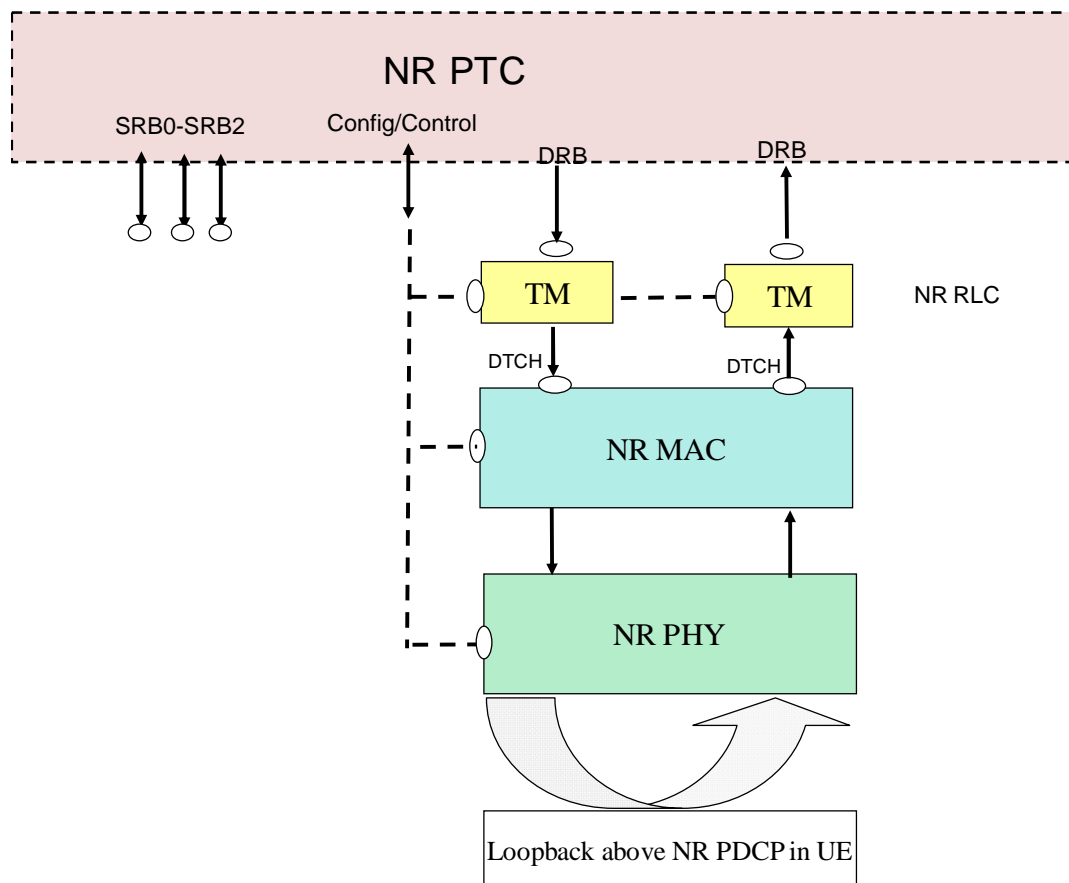 NR PTC
SRB0-SRB2
Config/Control
DRB
DRB
TM
TM
NR RLC
DTCH
DTCH
NR MAC
NR PHY
Loopback above NR PDCP in UE